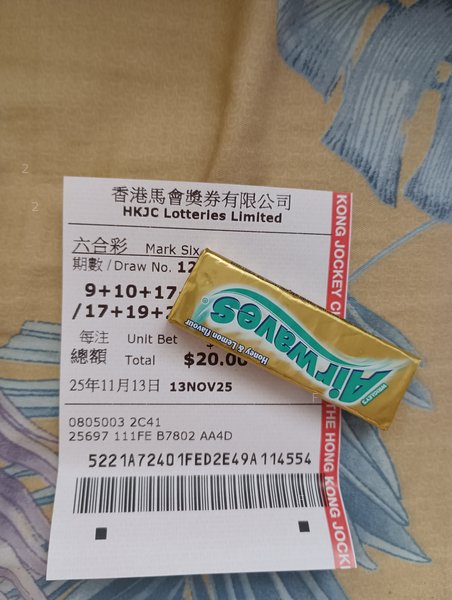 香港馬會獎券有限公司
HKJC Lotteries Limited
六合彩 Mark Six
期數 / Draw No. 12
9+10+17
/17+19+2
每注 Unit Bet
總額 Total $20.00
25年11月13日 13NOV25
0805003 2C41
25697 111FE B7802 AA4D
5221A72401FED2E49A114554
KONG JOCKEY C
THE HONG KONG JOCKE
WRIGLEY'S
Airwaves®
Honey & Lemon flavour